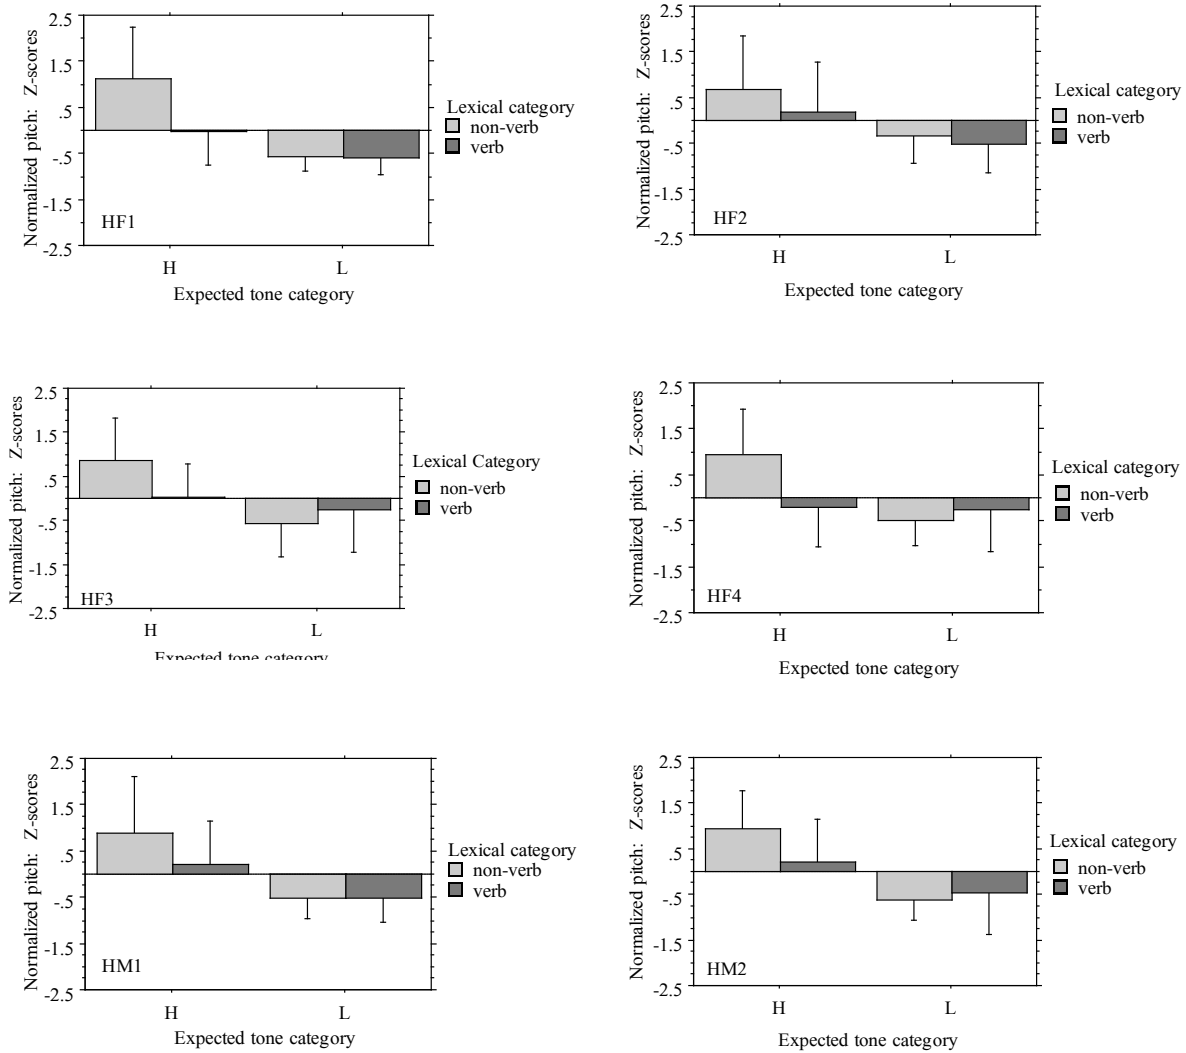 Normalized pitch: Z-scores
2.5
1.5
.5
-.5
-1.5
-2.5
HF1
H
L
Expected tone category
Lexical category
non-verb
verb
Normalized pitch: Z-scores
2.5
1.5
.5
-.5
-1.5
-2.5
HF2
H
L
Expected tone category
Lexical category
non-verb
verb
Normalized pitch: Z-scores
2.5
1.5
.5
-.5
-1.5
-2.5
HF3
H
L
Expected tone category
Lexical Category
non-verb
verb
Normalized pitch: Z-scores
2.5
1.5
.5
-.5
-1.5
-2.5
HF4
H
L
Expected tone category
Lexical category
non-verb
verb
Normalized pitch: Z-scores
2.5
1.5
.5
-.5
-1.5
-2.5
HM1
H
L
Expected tone category
Lexical category
non-verb
verb
Normalized pitch: Z-scores
2.5
1.5
.5
-.5
-1.5
-2.5
HM2
H
L
Expected tone category
Lexical category
non-verb
verb